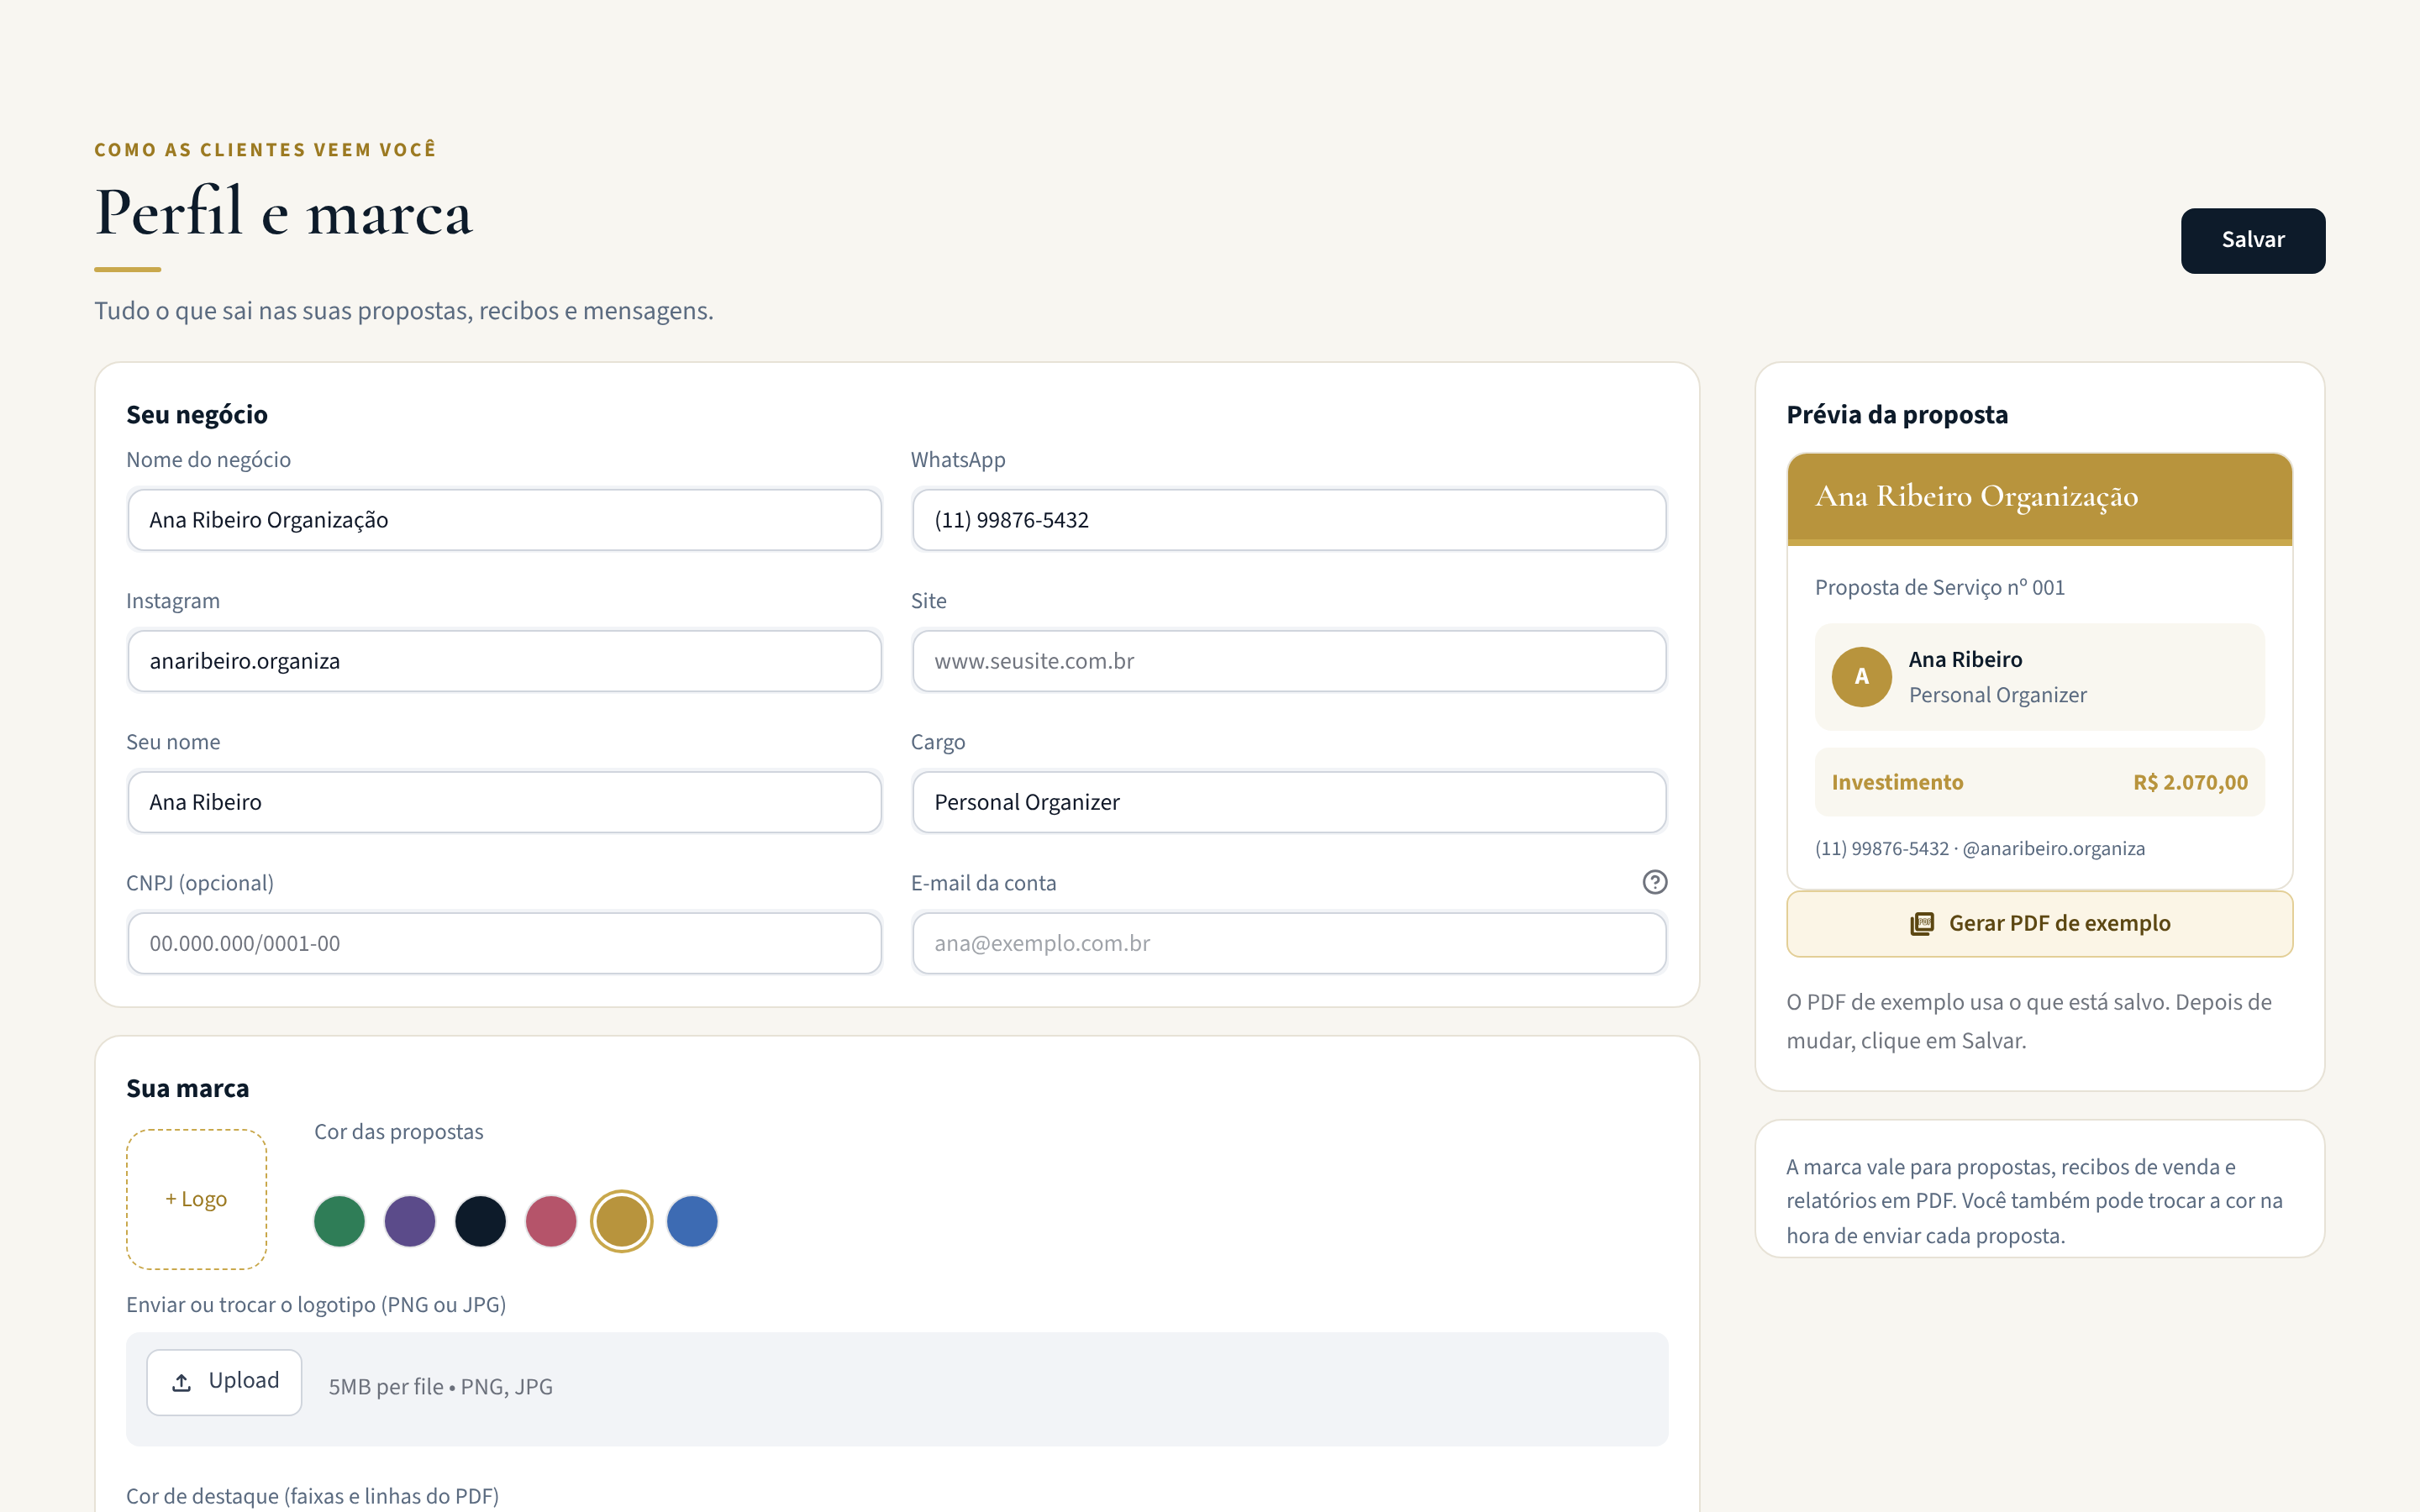 COMO AS CLIENTES VEEM VOCÊ
Perfil e marca
Salvar
Tudo o que sai nas suas propostas, recibos e mensagens.
Seu negócio
Nome do negócio
WhatsApp
Ana Ribeiro Organização
(11) 99876-5432
Instagram
Site
anaribeiro.organiza
www.seusite.com.br
Seu nome
Cargo
Ana Ribeiro
Personal Organizer
CNPJ (opcional)
E-mail da conta
00.000.000/0001-00
ana@exemplo.com.br
Sua marca
+ Logo
Cor das propostas
Enviar ou trocar o logotipo (PNG ou JPG)
Upload
5MB per file • PNG, JPG
Cor de destaque (faixas e linhas do PDF)
Prévia da proposta
Ana Ribeiro Organização
Proposta de Serviço nº 001
A
Ana Ribeiro
Personal Organizer
Investimento
R$ 2.070,00
(11) 99876-5432 · @anaribeiro.organiza
Gerar PDF de exemplo
O PDF de exemplo usa o que está salvo. Depois de
mudar, clique em Salvar.
A marca vale para propostas, recibos de venda e
relatórios em PDF. Você também pode trocar a cor na
hora de enviar cada proposta.